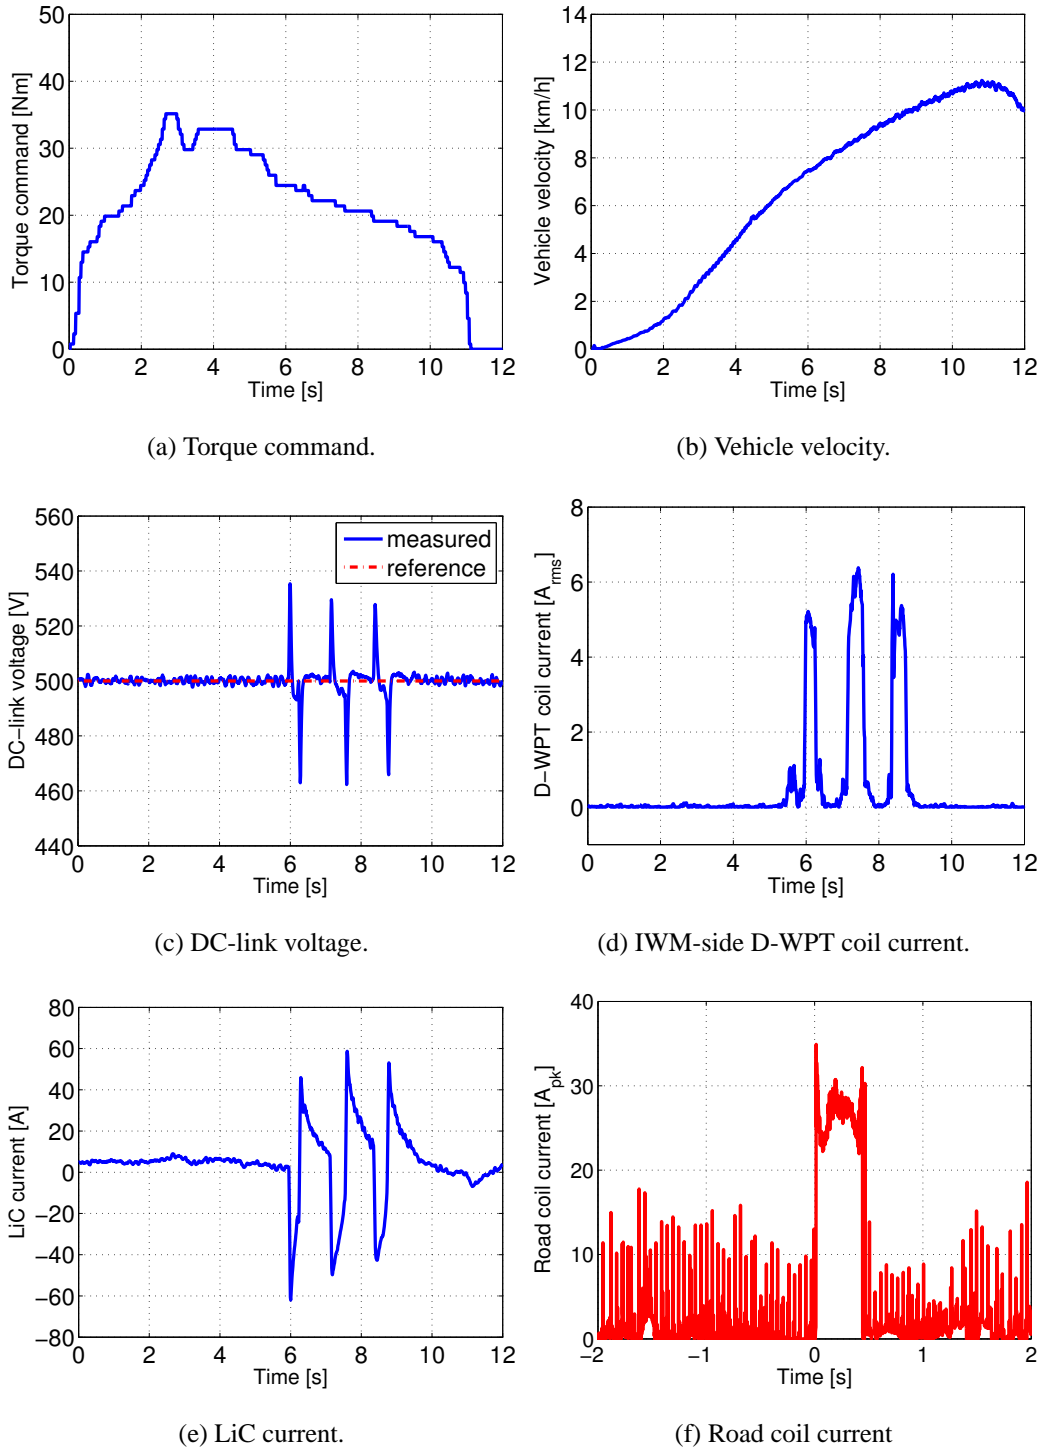 50
40
30
20
10
0
0 2 4 6 8 10 12
Torque command [Nm]
Time [s]
(a) Torque command.
14
12
10
8
6
4
2
0
0 2 4 6 8 10 12
Vehicle velocity [km/h]
Time [s]
(b) Vehicle velocity.
560
540
520
500
480
460
440
0 2 4 6 8 10 12
DC−link voltage [V]
Time [s]
measured
reference
(c) DC-link voltage.
8
6
4
2
0
0 2 4 6 8 10 12
D−WPT coil current [Arms]
Time [s]
(d) IWM-side D-WPT coil current.
80
60
40
20
0
−20
−40
−60
−80
0 2 4 6 8 10 12
LiC current [A]
Time [s]
(e) LiC current.
40
30
20
10
0
−2 −1 0 1 2
Road coil current [Apk]
Time [s]
(f) Road coil current